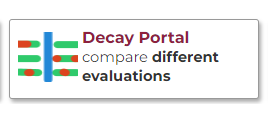 Decay Portal
compare different
evaluations